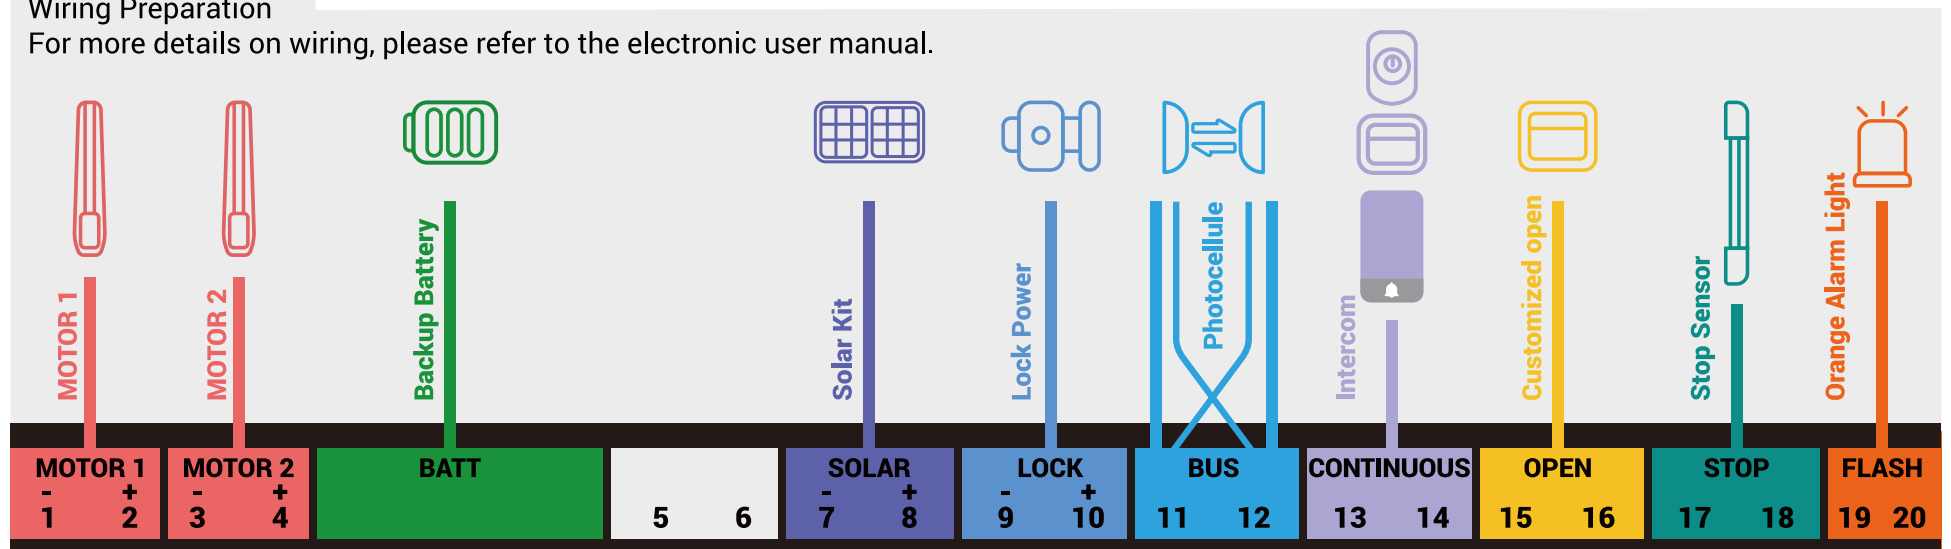 Wiring Preparation
For more details on wiring, please refer to the electronic user manual.
MOTOR 1
MOTOR 2
Backup Battery
Solar Kit
Lock Power
Photocellule
Intercom
Customized open
Stop Sensor
Orange Alarm Light
MOTOR 1 MOTOR 2 BATT SOLAR LOCK BUS CONTINUOUS OPEN STOP FLASH
- + - + - + - +
1 2 3 4 5 6 7 8 9 10 11 12 13 14 15 16 17 18 19 20